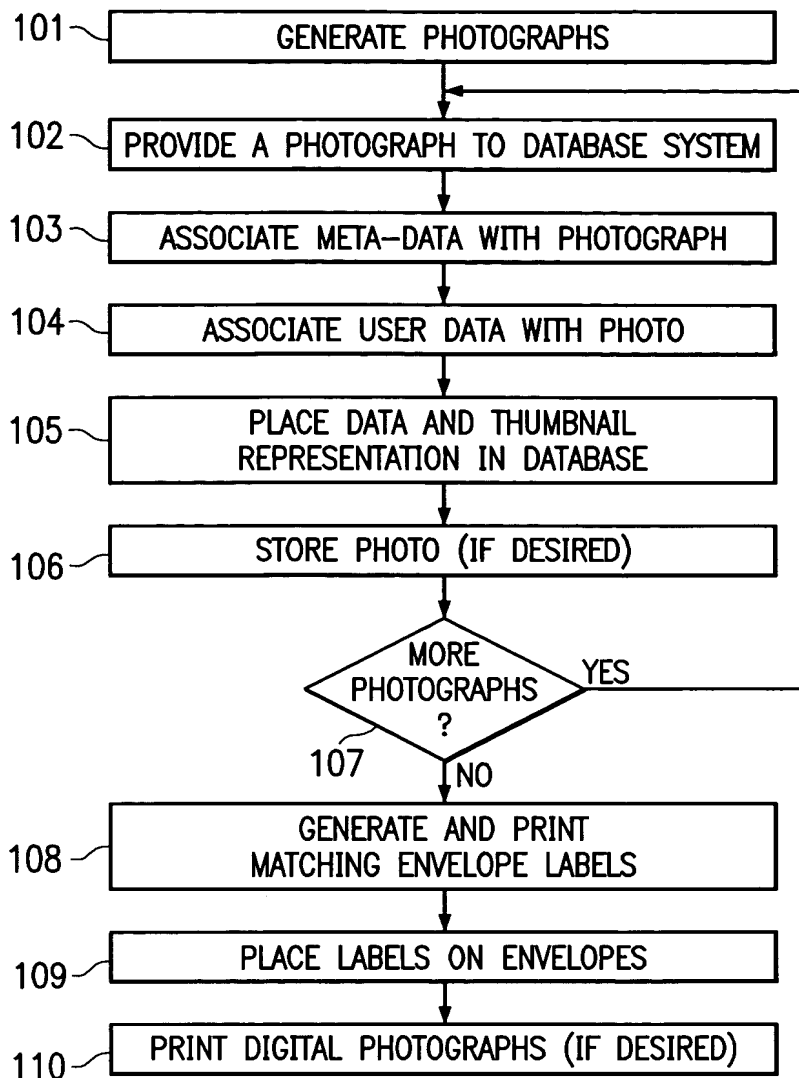 101
GENERATE PHOTOGRAPHS
102
PROVIDE A PHOTOGRAPH TO DATABASE SYSTEM
103
ASSOCIATE META-DATA WITH PHOTOGRAPH
104
ASSOCIATE USER DATA WITH PHOTO
105
PLACE DATA AND THUMBNAIL
REPRESENTATION IN DATABASE
106
STORE PHOTO (IF DESIRED)
MORE
PHOTOGRAPHS
?
YES
107
NO
108
GENERATE AND PRINT
MATCHING ENVELOPE LABELS
109
PLACE LABELS ON ENVELOPES
110
PRINT DIGITAL PHOTOGRAPHS (IF DESIRED)